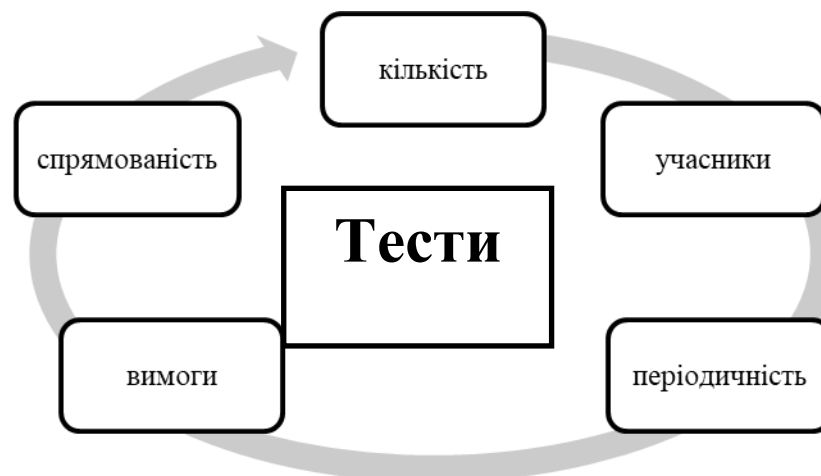 кількість
спрямованість
учасники
Тести
вимоги
періодичність